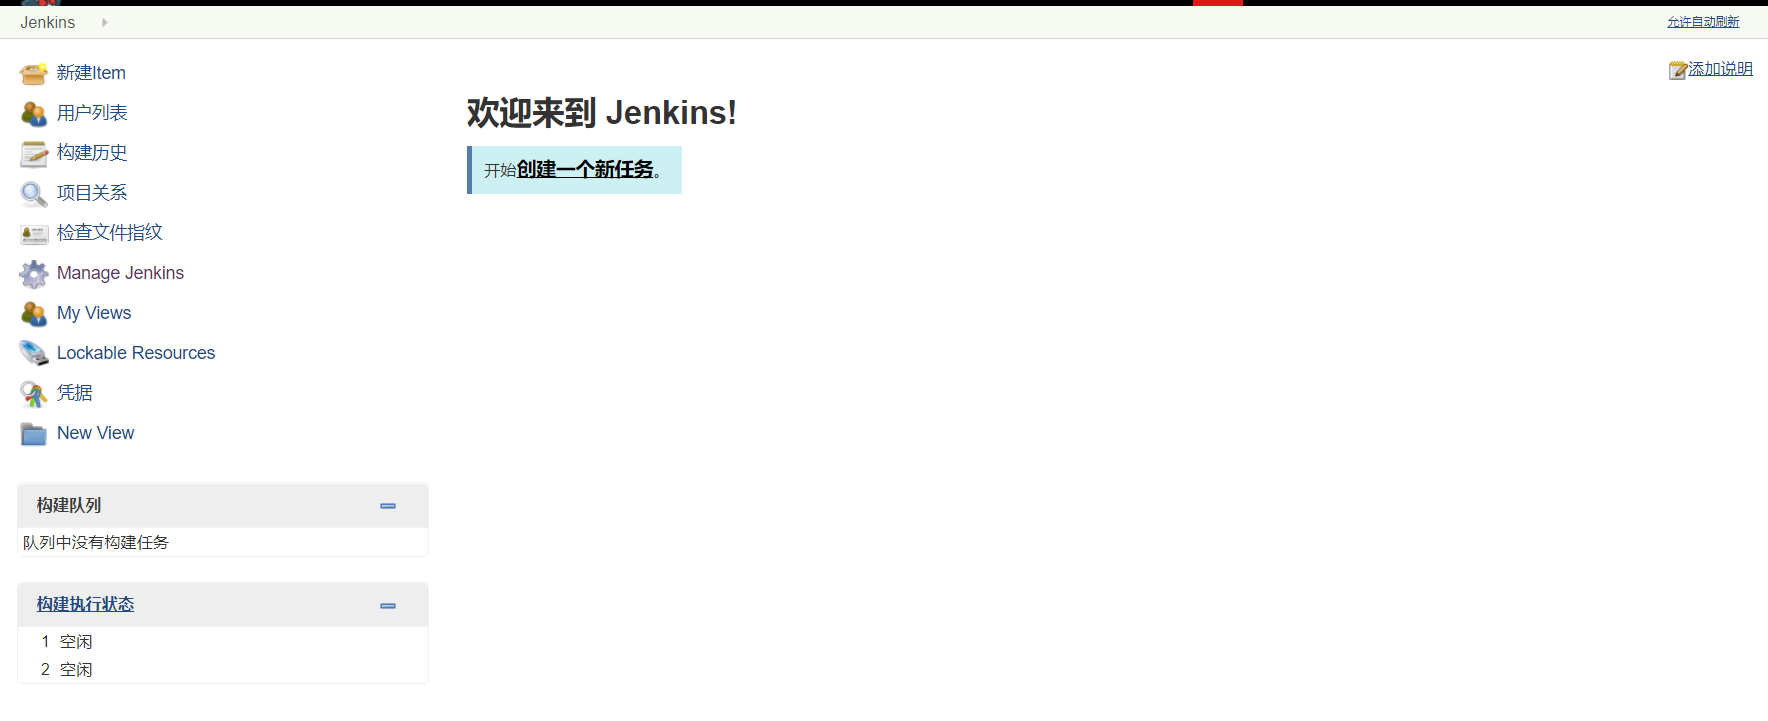 Jenkins
允许自动刷新
新建Item
用户列表
构建历史
项目关系
检查文件指纹
Manage Jenkins
My Views
Lockable Resources
凭据
New View
构建队列
队列中没有构建任务
构建执行状态
1 空闲
2 空闲
添加说明
欢迎来到 Jenkins!
开始创建一个新任务。